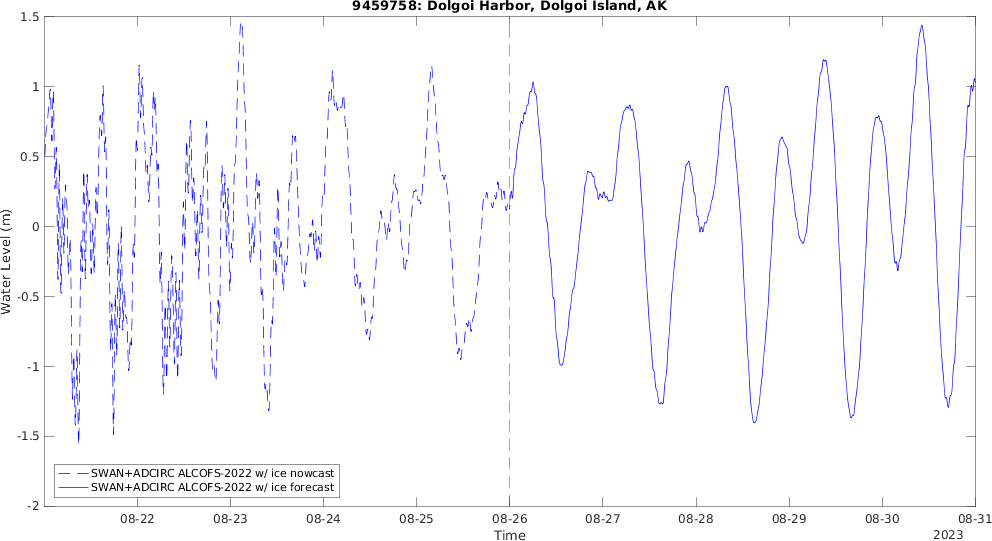 9459758: Dolgoi Harbor, Dolgoi Island, AK
1.5
1
0.5
0
-0.5
-1
-1.5
-2
Water Level (m)
SWAN+ADCIRC ALCOFS-2022 w/ ice nowcast
SWAN+ADCIRC ALCOFS-2022 w/ ice forecast
08-22 08-23 08-24 08-25 08-26 08-27 08-28 08-29 08-30 08-31
Time
2023